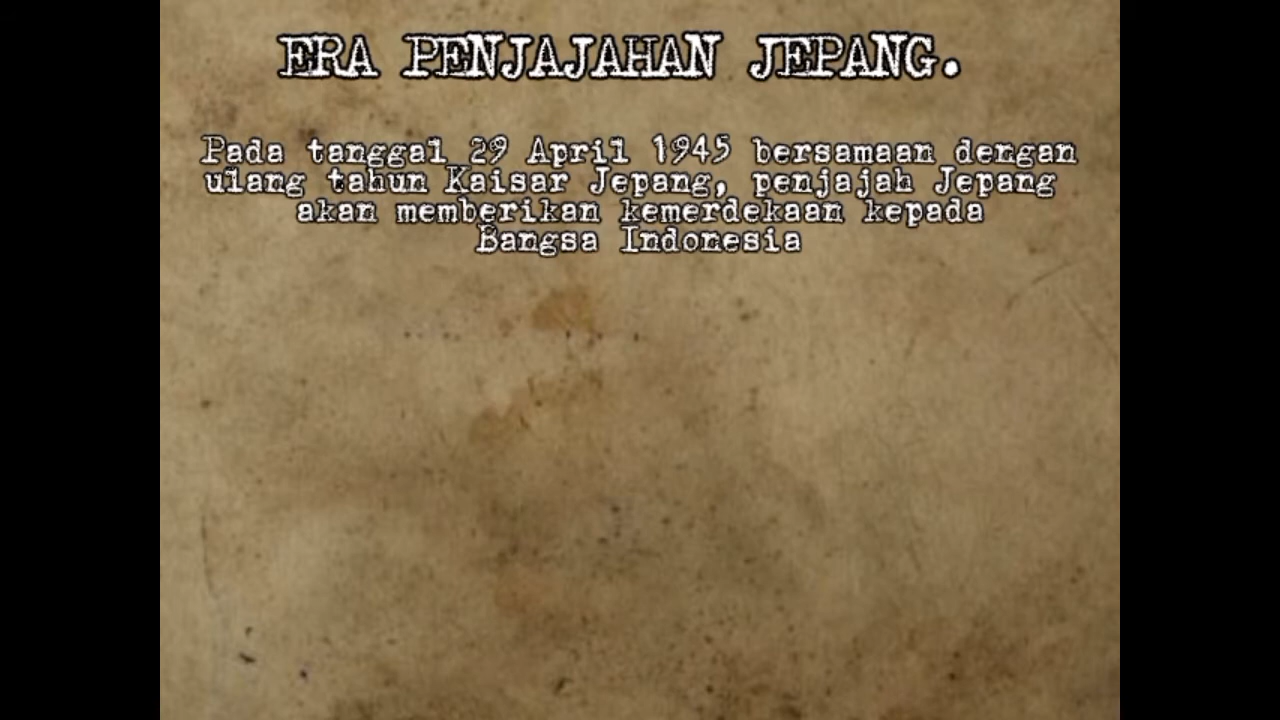 ERA PENJAJAHAN JEPANG.
Pada tanggal 29 April 1945 bersamaan dengan
ulang tahun Kaisar Jepang, penjajah Jepang
akan memberikan kemerdekaan kepada
Bangsa Indonesia